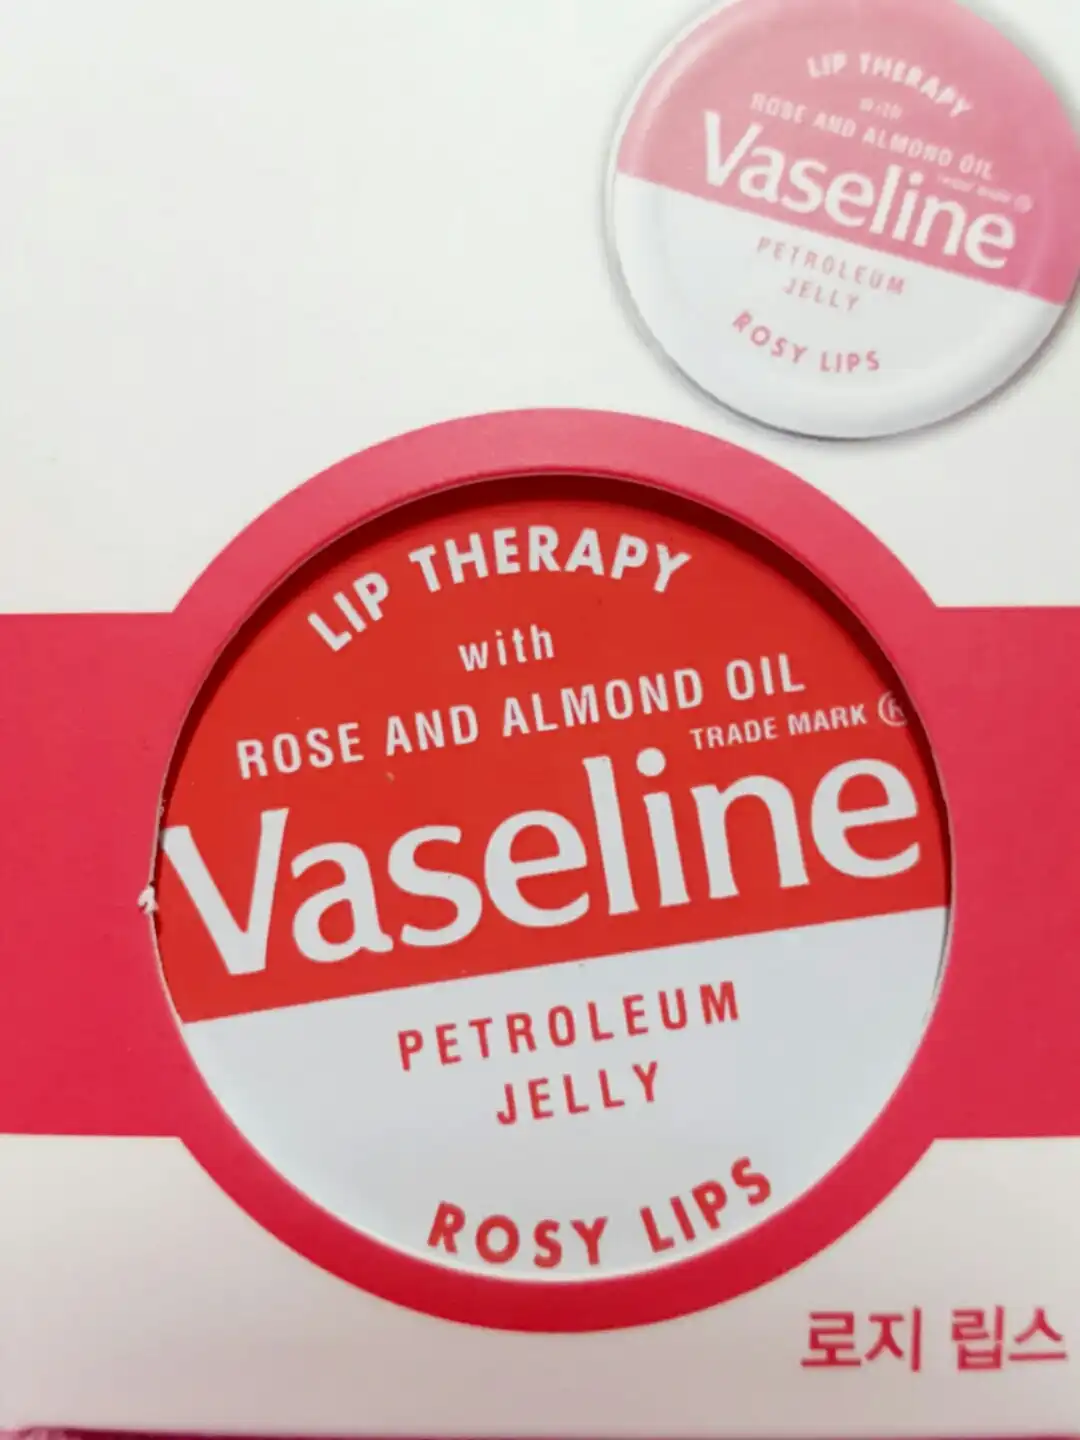 LIP THERAPY
with
ROSE AND ALMOND OIL
Vaseline
PETROLEUM
JELLY
ROSY LIPS
LIP THERAPY
with
ROSE AND ALMOND OIL
TRADE MARK ®
Vaseline
PETROLEUM
JELLY
ROSY LIPS
로지 립스